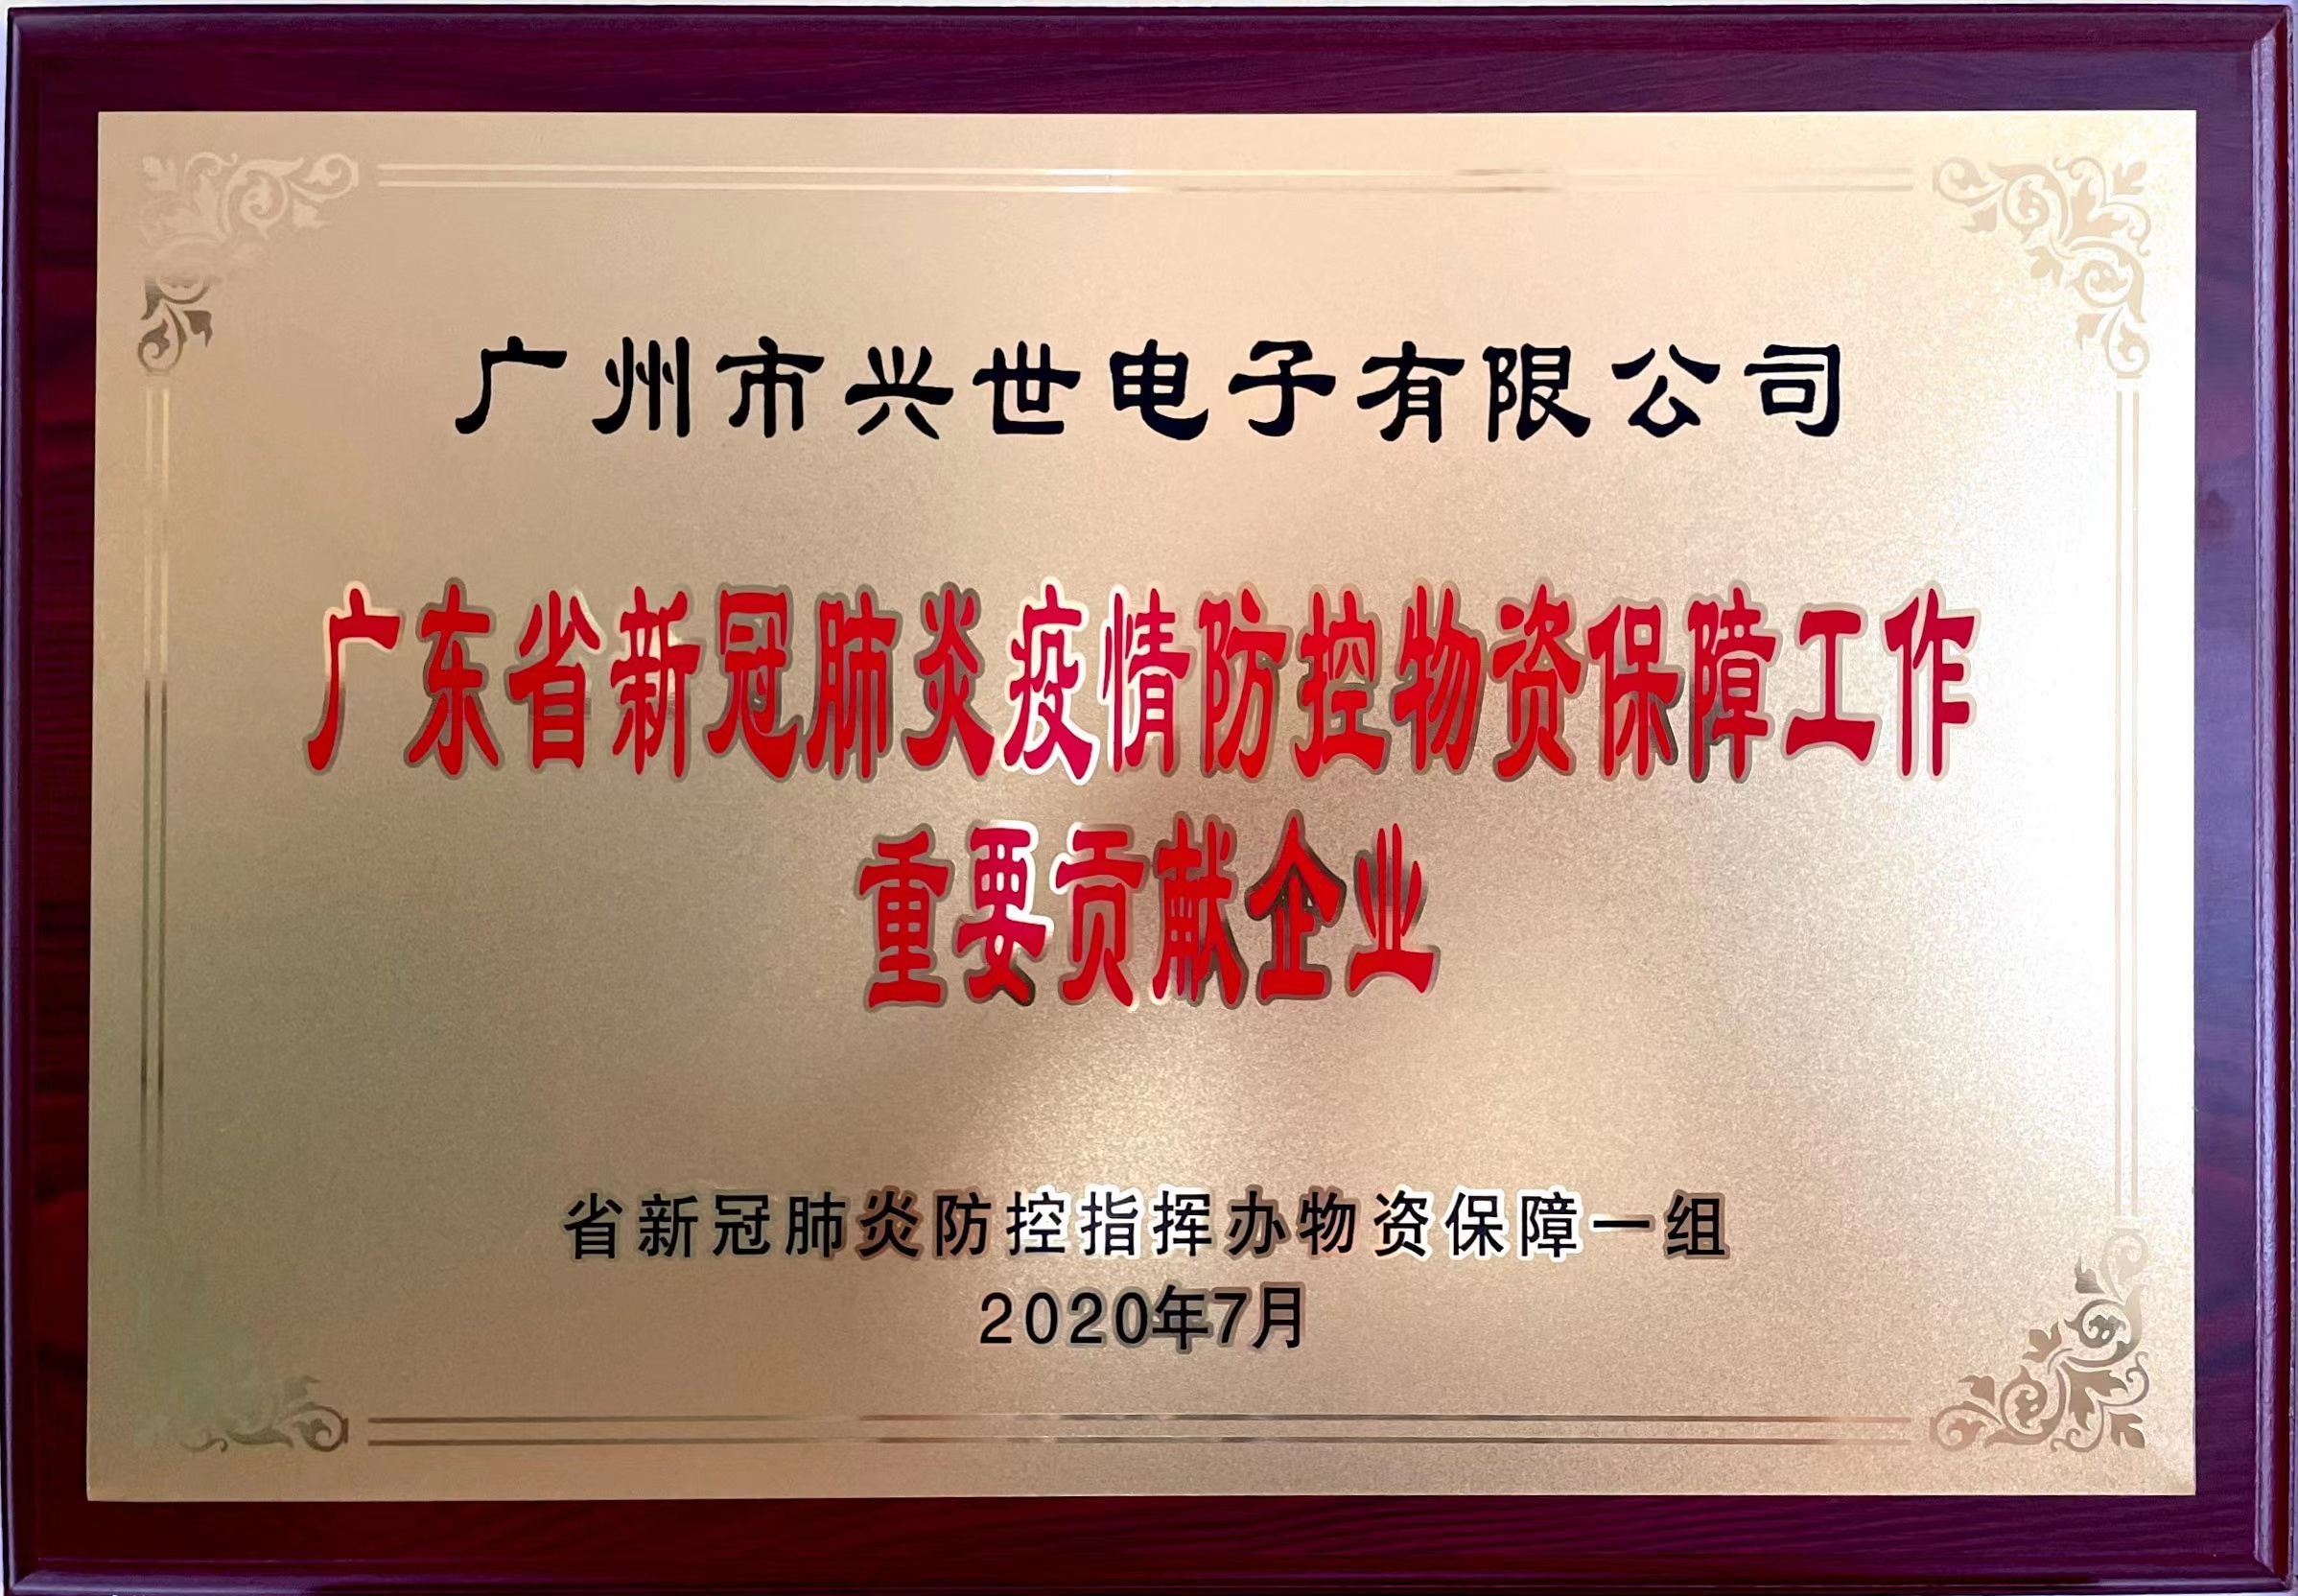 广州市兴世电子有限公司
广东省新冠肺炎疫情防控物资保障工作
重要贡献企业
省新冠肺炎防控指挥办物资保障一组
2020年7月